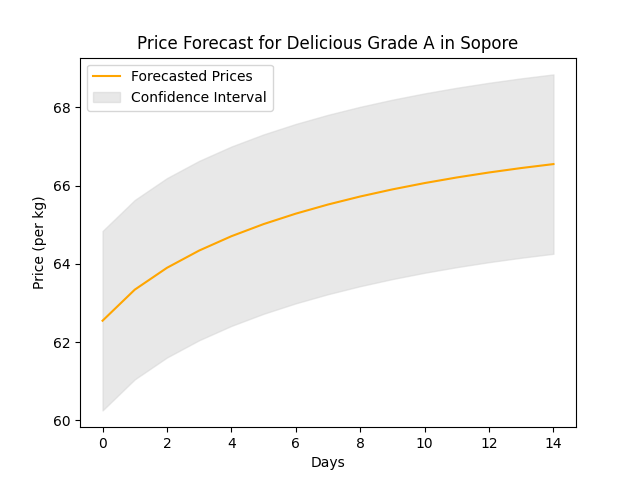 Price Forecast for Delicious Grade A in Sopore
Forecasted Prices
Confidence Interval
Price (per kg)
68
66
64
62
60
0 2 4 6 8 10 12 14
Days